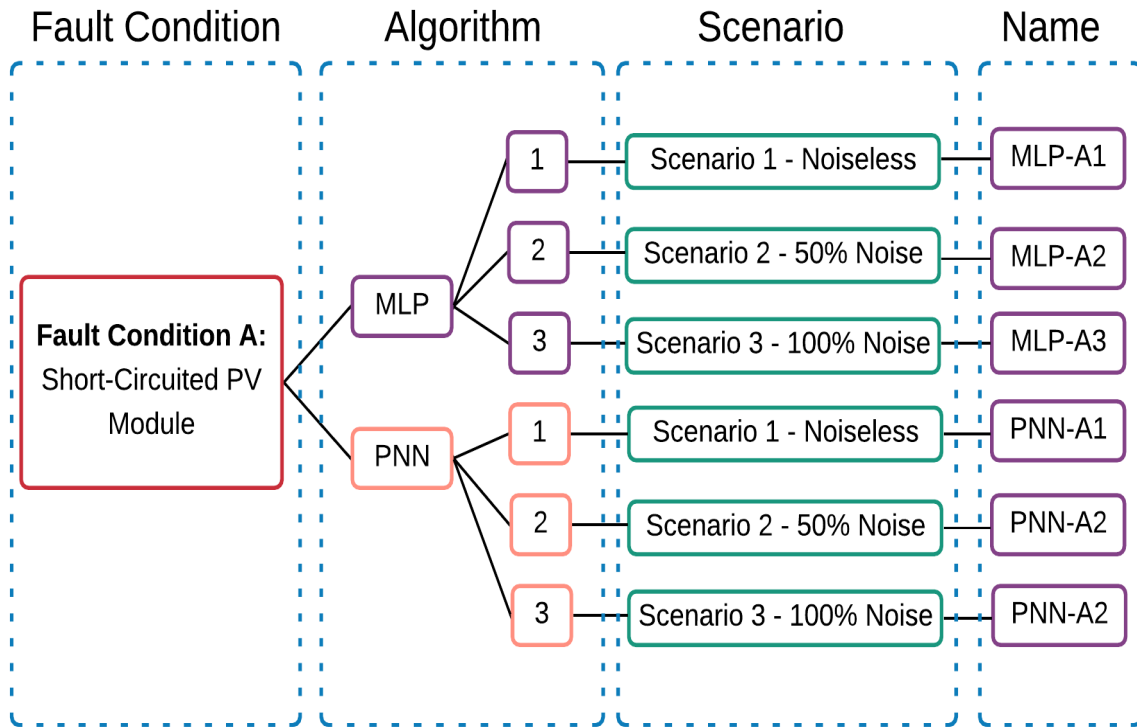 Fault Condition
Algorithm
Scenario
Name
Fault Condition A:
Short-Circuited PV
Module
MLP
PNN
1
Scenario 1 - Noiseless
MLP-A1
2
Scenario 2 - 50% Noise
MLP-A2
3
Scenario 3 - 100% Noise
MLP-A3
1
Scenario 1 - Noiseless
PNN-A1
2
Scenario 2 - 50% Noise
PNN-A2
3
Scenario 3 - 100% Noise
PNN-A2